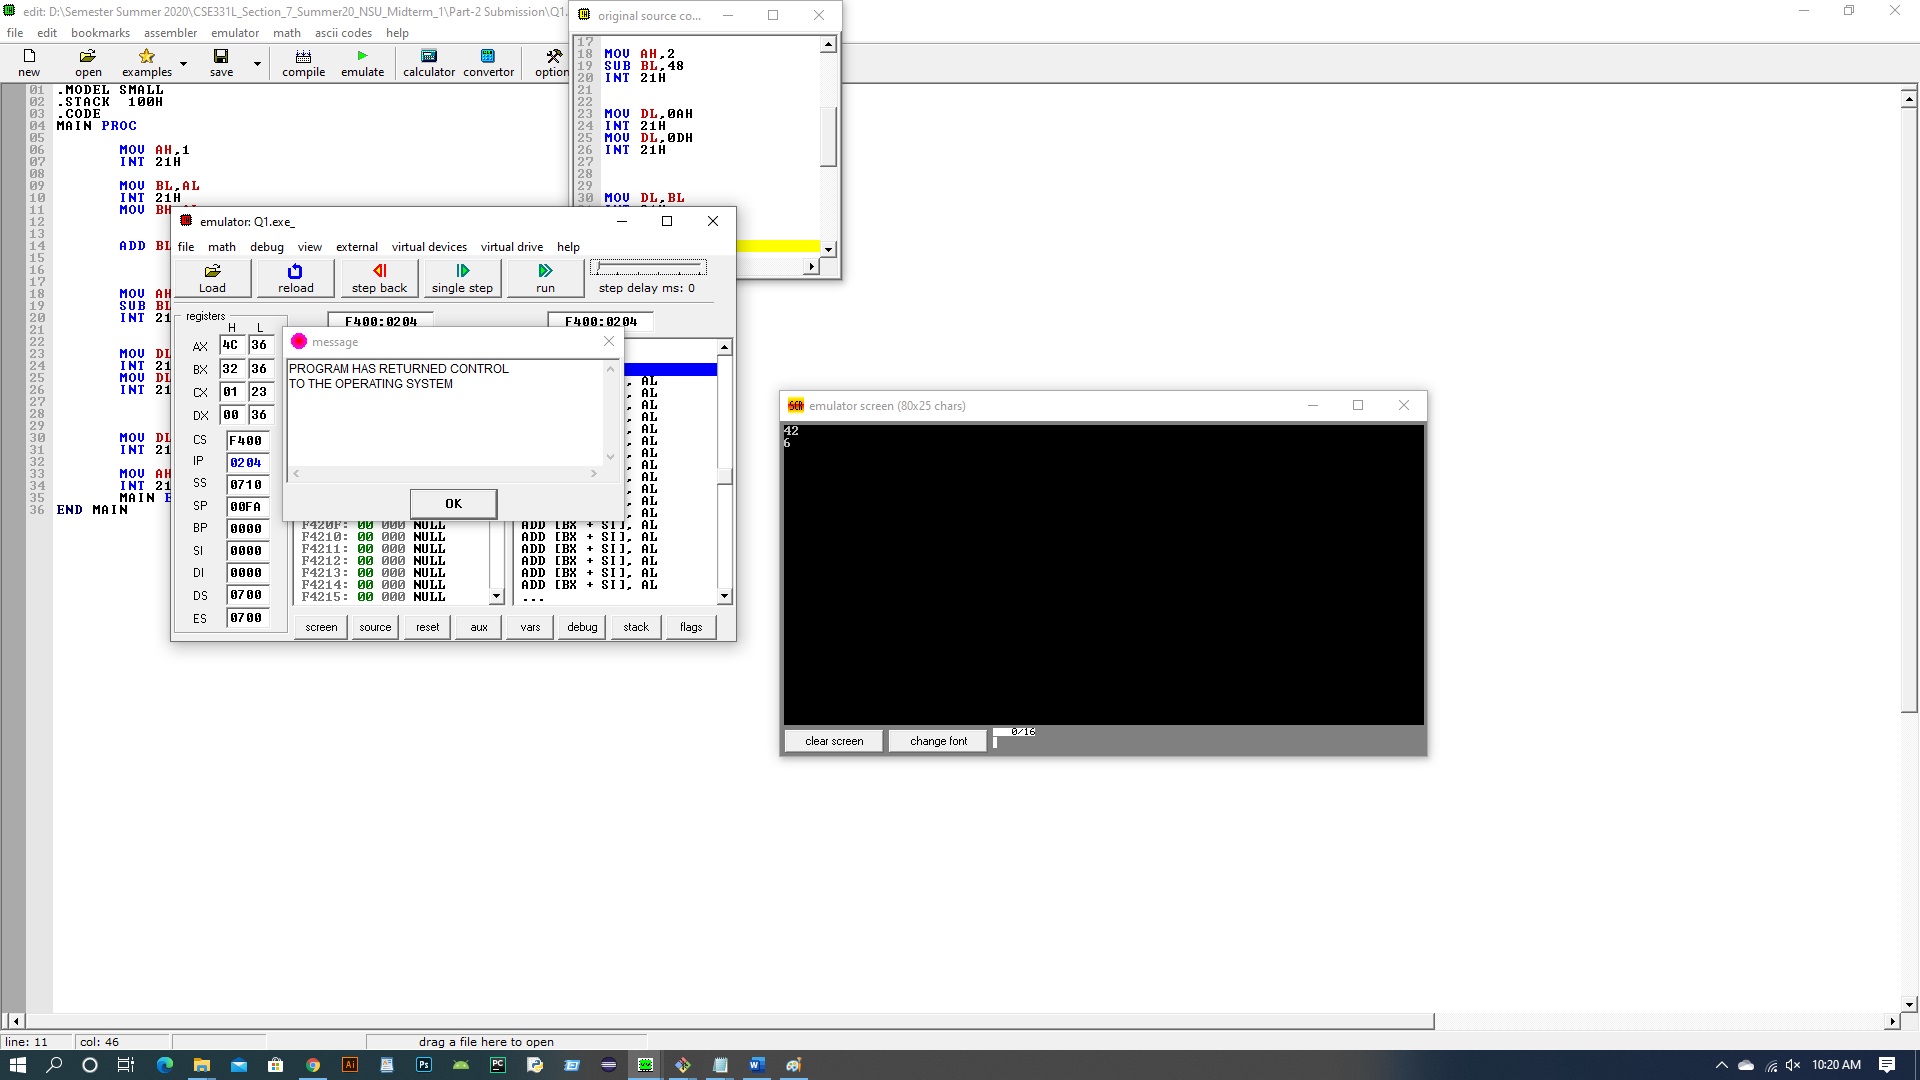 edit: D:\Semester Summer 2020\CSE331L_Section_7_Summer20_NSU_Midterm_1\Part-2 Submission\Q1.
file edit bookmarks assembler emulator math ascii codes help
new open examples save compile emulate calculator convertor option
01 .MODEL SMALL
02 .STACK 100H
03 .CODE
04 MAIN PROC
05
06 MOV AH,1
07 INT 21H
08
09 MOV BL,AL
10 INT 21H
11 MOV BH,AL
12
13
14 ADD BL
15
16
17
18 MOV AH
19 SUB BL
20 INT 21
21
22
23 MOV DL
24 INT 21
25 MOV DL
26 INT 21
27
28
29
30 MOV DL
31 INT 21
32
33 MOV AH
34 INT 21
35 MAIN E
36 END MAIN
original source co...
17
18 MOV AH,2
19 SUB BL,48
20 INT 21H
21
22
23 MOV DL,0AH
24 INT 21H
25 MOV DL,0DH
26 INT 21H
27
28
29
30 MOV DL,BL
emulator: Q1.exe_
file math debug view external virtual devices virtual drive help
Load reload step back single step run step delay ms: 0
registers
H L
F400:0204 F400:0204
AX 4C 36
BX 32 36
CX 01 23
DX 00 36
CS F400
IP 0204
SS 0710
SP 00FA
BP 0000
SI 0000
DI 0000
DS 0700
ES 0700
message
PROGRAM HAS RETURNED CONTROL
TO THE OPERATING SYSTEM
OK
, AL
, AL
, AL
, AL
, AL
, AL
, AL
, AL
, AL
, AL
, AL
, AL
F420F: 00 000 NULL ADD [BX + SI], AL
F4210: 00 000 NULL ADD [BX + SI], AL
F4211: 00 000 NULL ADD [BX + SI], AL
F4212: 00 000 NULL ADD [BX + SI], AL
F4213: 00 000 NULL ADD [BX + SI], AL
F4214: 00 000 NULL ADD [BX + SI], AL
F4215: 00 000 NULL ...
screen source reset aux vars debug stack flags
emulator screen (80x25 chars)
42
6
clear screen change font 0/16
line: 11 col: 46 drag a file here to open
10:20 AM